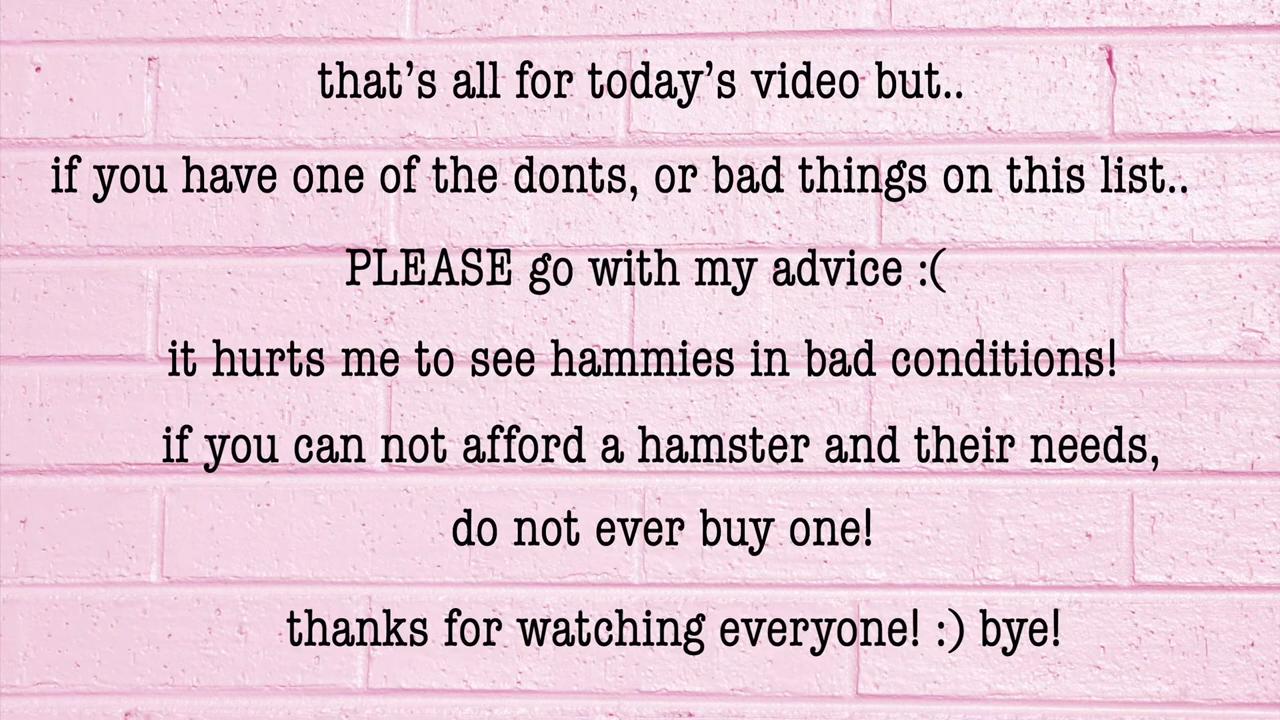 that’s all for today’s video but..
if you have one of the donts, or bad things on this list..
PLEASE go with my advice :(
it hurts me to see hammies in bad conditions!
if you can not afford a hamster and their needs,
do not ever buy one!
thanks for watching everyone! :) bye!